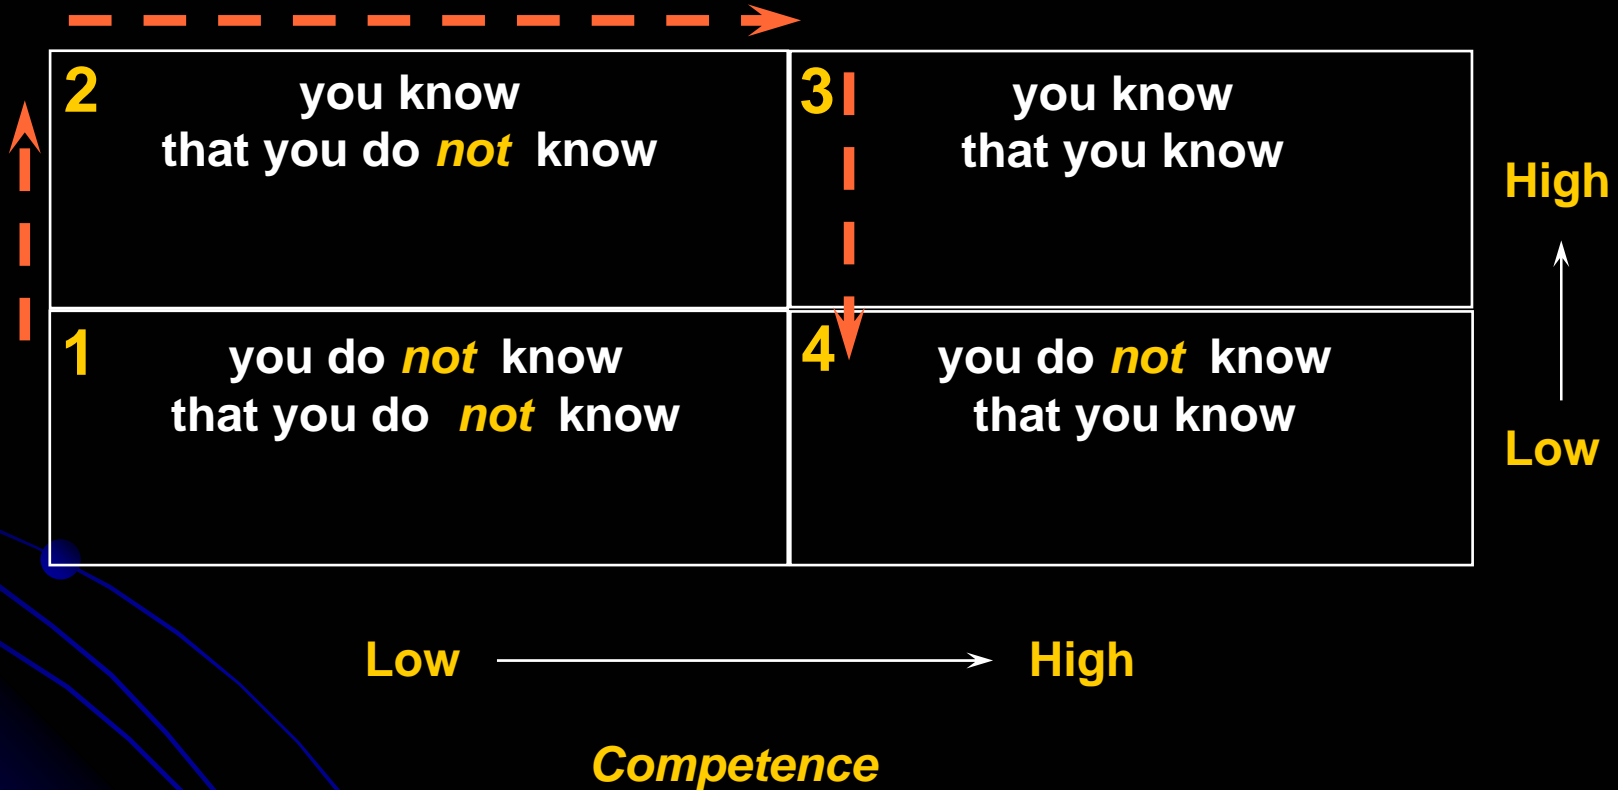 2
you know
that you do not know
3
you know
that you know
High
1
you do not know
that you do not know
4
you do not know
that you know
Low
Low
High
Competence